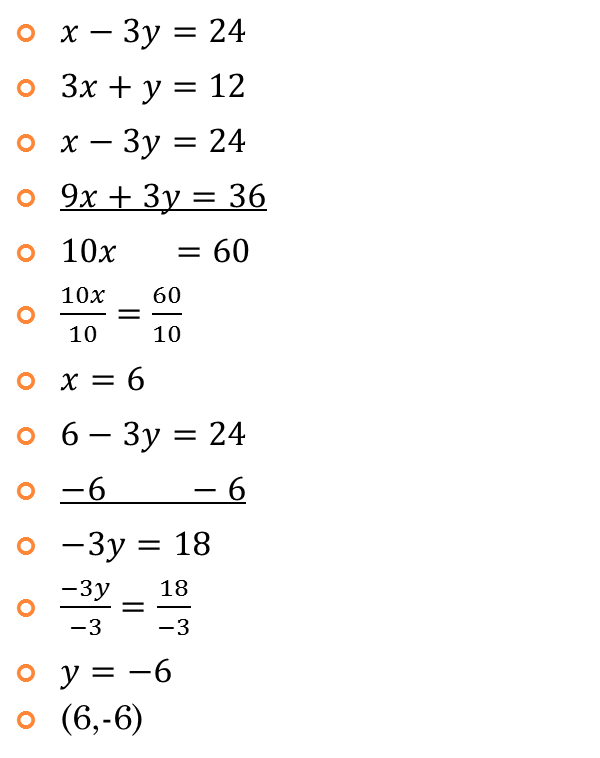 x − 3y = 24
3x + y = 12
x − 3y = 24
9x + 3y = 36
10x = 60
10x/10 = 60/10
x = 6
6 − 3y = 24
−6 − 6
−3y = 18
−3y/−3 = 18/−3
y = −6
(6,-6)